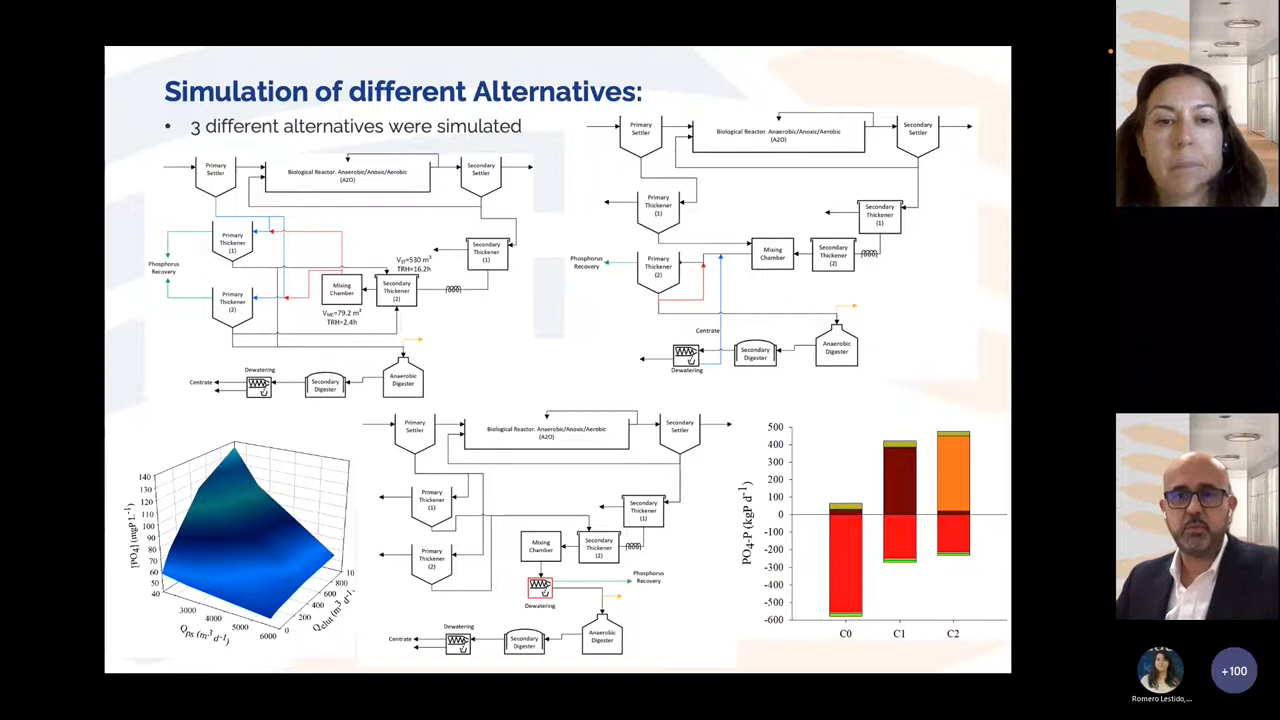 Simulation of different Alternatives:
• 3 different alternatives were simulated
Primary
Settler
Biological Reactor. Anaerobic/Anoxic/Aerobic
(A2O)
Secondary
Settler
Primary
Thickener
(1)
Phosphorus
Recovery
Primary
Thickener
(2)
Mixing
Chamber
VMC=79.2 m³
TRH=2.4h
VST=530 m³
TRH=16.2h
Secondary
Thickener
(2)
Secondary
Thickener
(1)
Centrate
Dewatering
Secondary
Digester
Anaerobic
Digester
Primary
Settler
Biological Reactor. Anaerobic/Anoxic/Aerobic
(A2O)
Secondary
Settler
Primary
Thickener
(1)
Secondary
Thickener
(1)
Phosphorus
Recovery
Primary
Thickener
(2)
Mixing
Chamber
Secondary
Thickener
(2)
Centrate
Dewatering
Secondary
Digester
Anaerobic
Digester
Primary
Settler
Biological Reactor. Anaerobic/Anoxic/Aerobic
(A2O)
Secondary
Settler
Primary
Thickener
(1)
Secondary
Thickener
(1)
Primary
Thickener
(2)
Mixing
Chamber
Secondary
Thickener
(2)
Phosphorus
Recovery
Dewatering
Centrate
Dewatering
Secondary
Digester
Anaerobic
Digester
[PO4] (mgP L-1)
140
130
120
110
100
90
80
70
60
50
40
3000
4000
5000
6000
Qps (m3 d-1)
0
200
400
600
800
10
Qelut (m3 d-1,
PO4-P (kgP d-1)
500
400
300
200
100
0
-100
-200
-300
-400
-500
-600
C0
C1
C2
Romero Lestido,...
+100